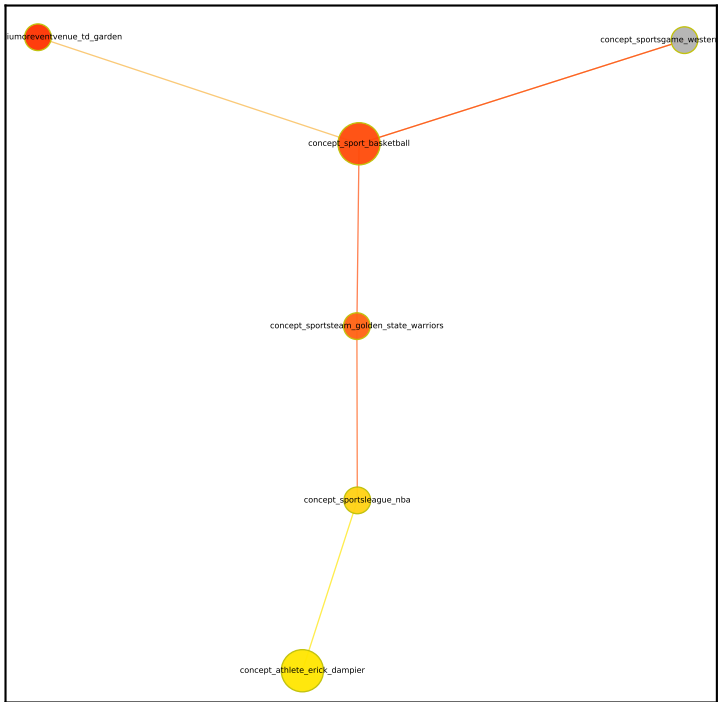 iumoreventvenue_td_garden
concept_sportsgame_western
concept_sport_basketball
concept_sportsteam_golden_state_warriors
concept_sportsleague_nba
concept_athlete_erick_dampier